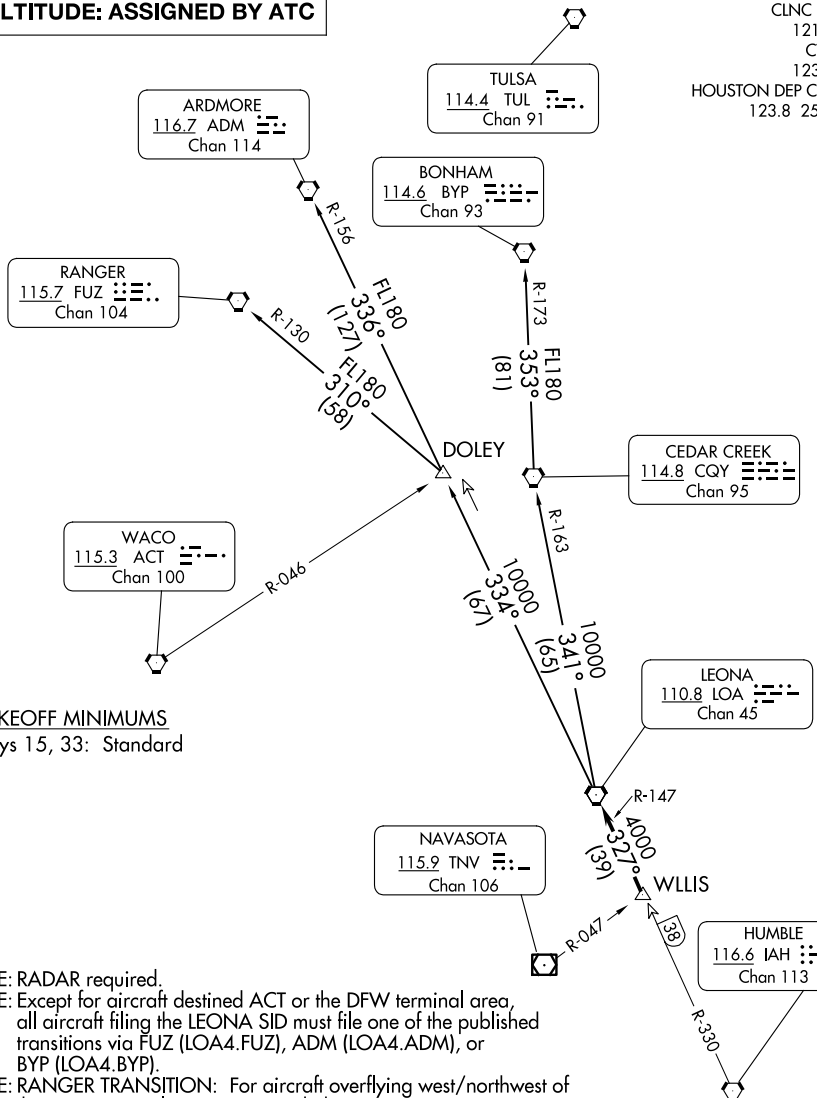 LTITUDE: ASSIGNED BY ATC
CLNC
121
C
123
HOUSTON DEP C
123.8 25
TULSA
114.4 TUL
Chan 91
ARDMORE
116.7 ADM
Chan 114
BONHAM
114.6 BYP
Chan 93
R-156
RANGER
115.7 FUZ
Chan 104
R-130
R-173
FL180
336°
(127)
FL180
310°
(58)
FL180
353°
(81)
DOLEY
CEDAR CREEK
114.8 CQY
Chan 95
R-163
WACO
115.3 ACT
Chan 100
R-046
10000
334°
(67)
10000
341°
(65)
LEONA
110.8 LOA
Chan 45
KEOFF MINIMUMS
ys 15, 33: Standard
R-147
4000
327°
(39)
NAVASOTA
115.9 TNV
Chan 106
WLLIS
R-047
38
HUMBLE
116.6 IAH
Chan 113
R-330
E: RADAR required.
E: Except for aircraft destined ACT or the DFW terminal area,
all aircraft filing the LEONA SID must file one of the published
transitions via FUZ (LOA4.FUZ), ADM (LOA4.ADM), or
BYP (LOA4.BYP).
E: RANGER TRANSITION: For aircraft overflying west/northwest of